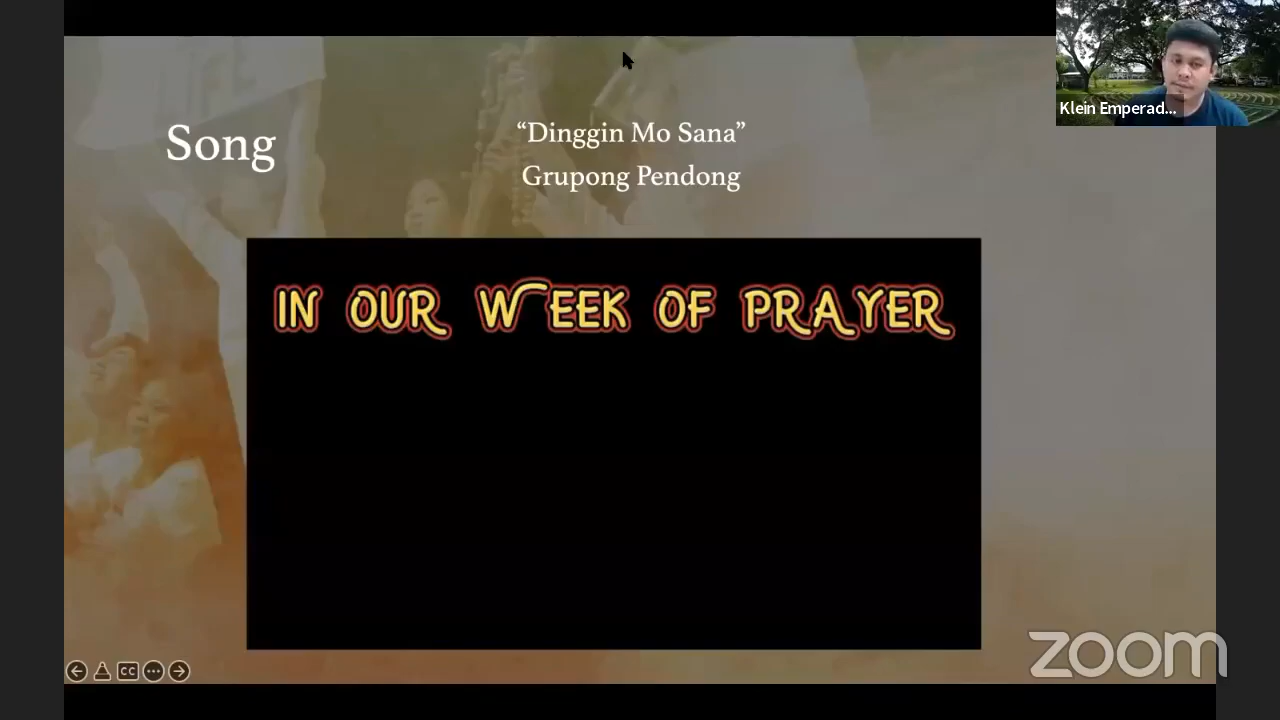 Klein Emperad...
Song
“Dinggin Mo Sana”
Grupong Pendong
IN OUR WEEK OF PRAYER
CC
zoom